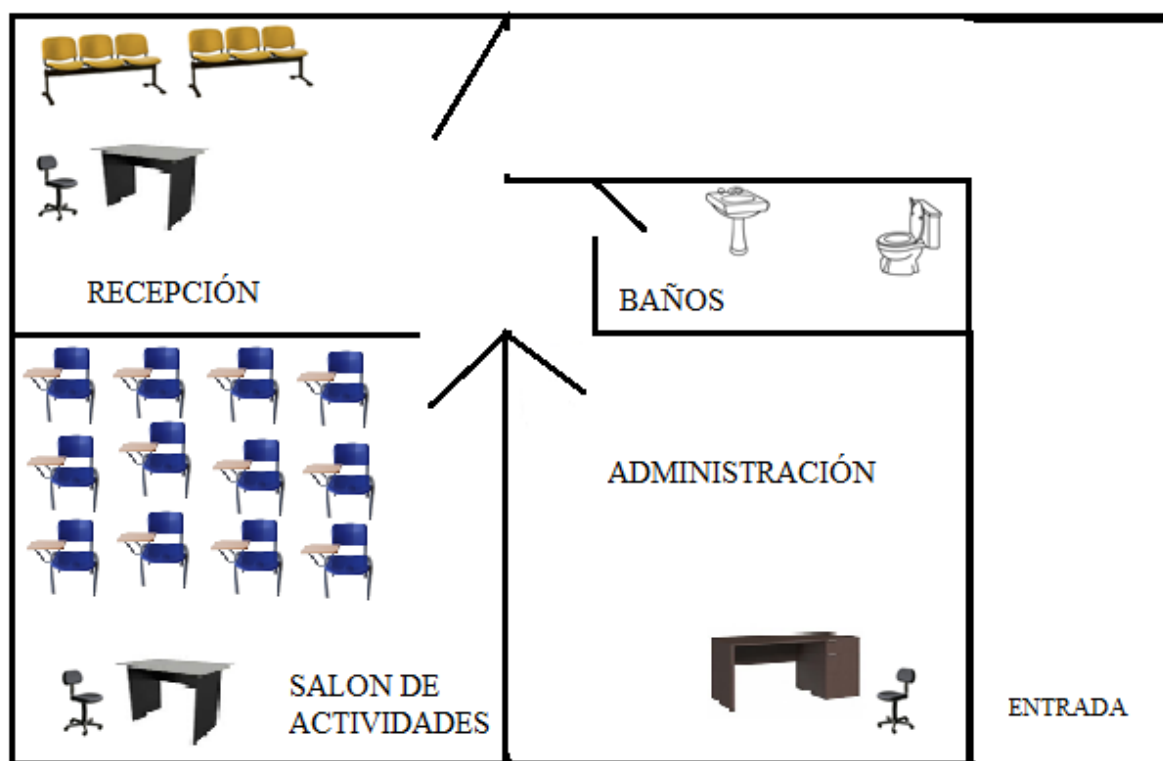 RECEPCIÓN
BAÑOS
ADMINISTRACIÓN
SALON DE
ACTIVIDADES
ENTRADA